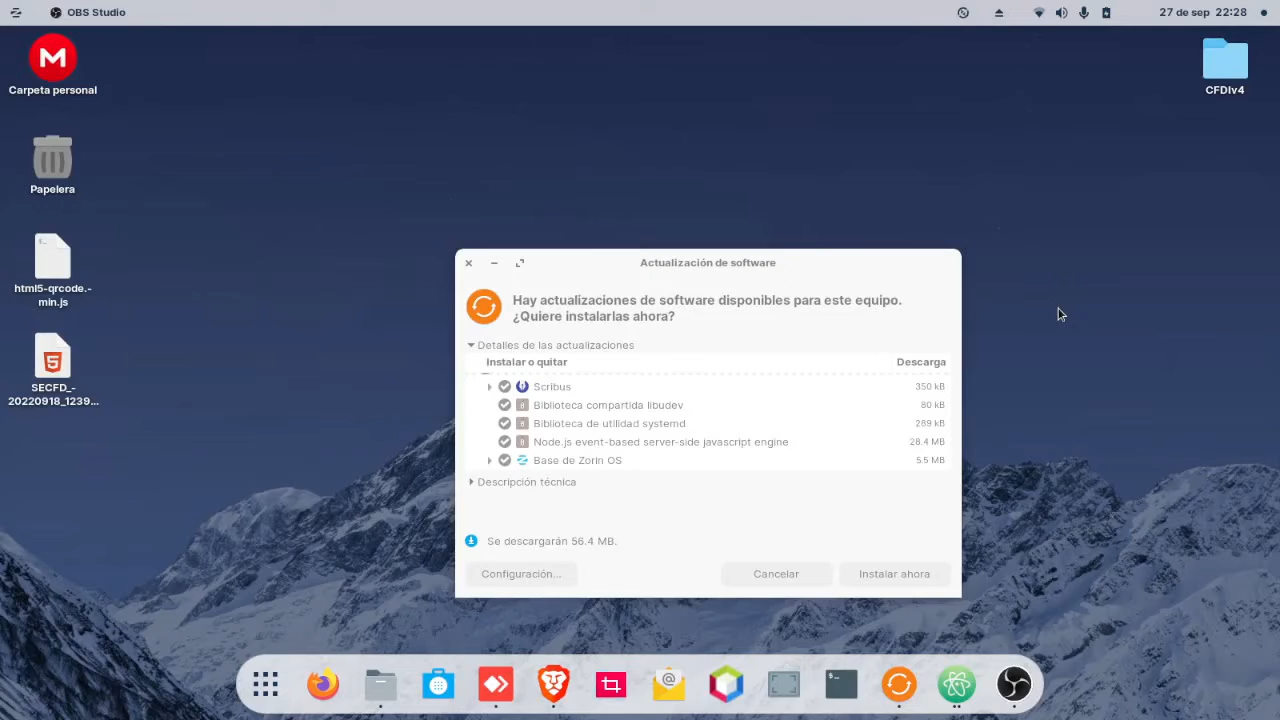 OBS Studio
27 de sep 22:28
Carpeta personal
CFDIv4
Papelera
html5-qrcode.-
min.js
SECFD_-
20220918_1239...
Actualización de software
Hay actualizaciones de software disponibles para este equipo.
¿Quiere instalarlas ahora?
Detalles de las actualizaciones
Instalar o quitar Descarga
Scribus 350 kB
Biblioteca compartida libudev 80 kB
Biblioteca de utilidad systemd 289 kB
Node.js event-based server-side javascript engine 28.4 MB
Base de Zorin OS 5.5 MB
Descripción técnica
Se descargarán 56.4 MB.
Configuración... Cancelar Instalar ahora